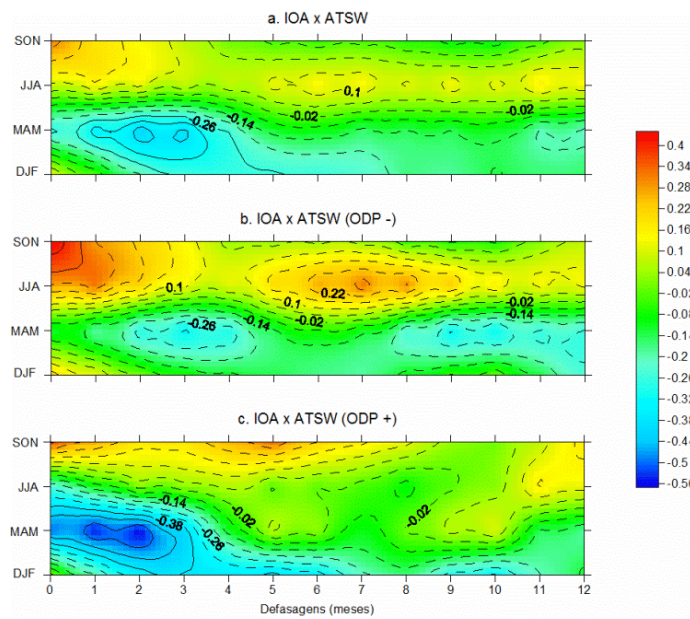 a. IOA x ATSW
SON
JJA
MAM
DJF
0.1
-0.02
-0.02
-0.26
-0.14
b. IOA x ATSW (ODP -)
SON
JJA
MAM
DJF
0.1
0.1
0.22
-0.02
-0.14
-0.26
-0.14
-0.02
c. IOA x ATSW (ODP +)
SON
JJA
MAM
DJF
-0.14
-0.38
-0.26
-0.02
-0.02
0 1 2 3 4 5 6 7 8 9 10 11 12
Defasagens (meses)
0.4
0.34
0.28
0.22
0.16
0.1
0.04
-0.02
-0.08
-0.14
-0.2
-0.26
-0.32
-0.38
-0.44
-0.50